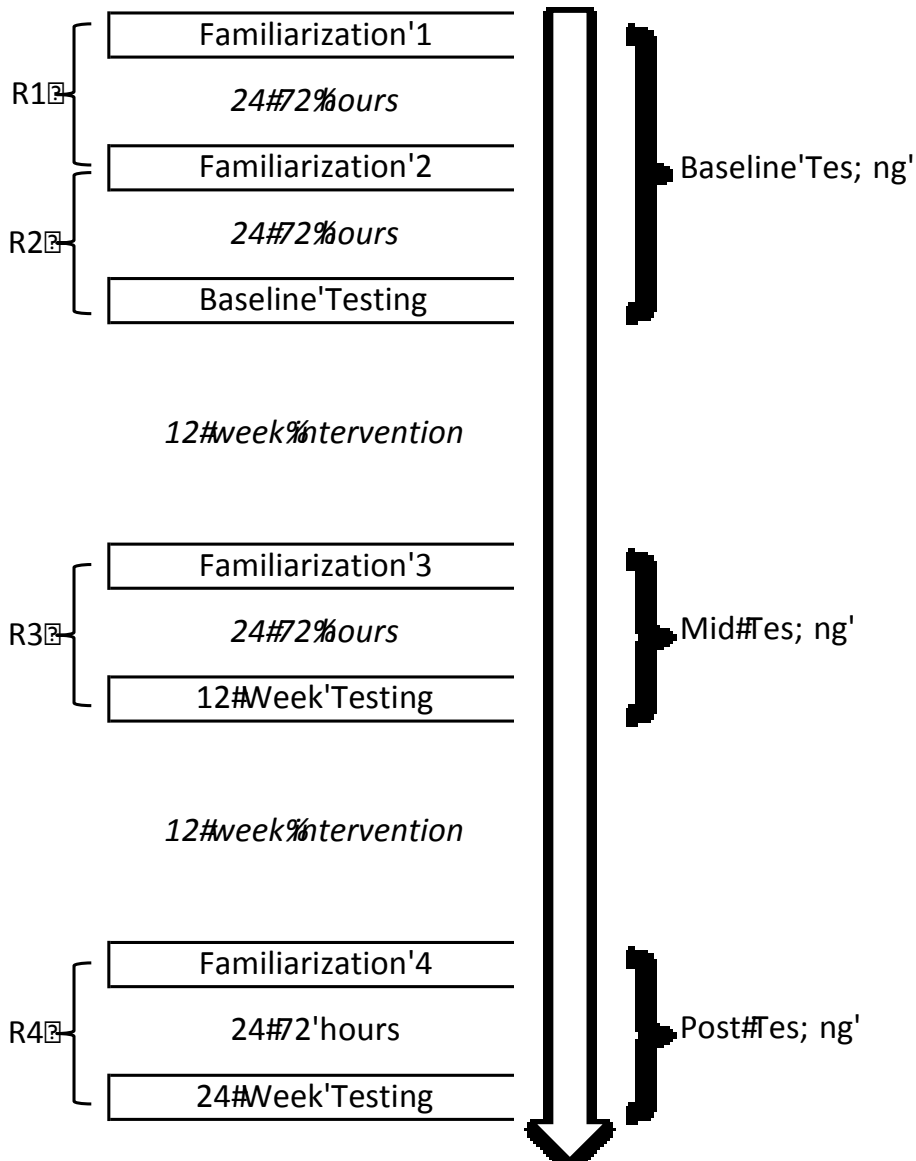 Familiarization'1
R1⍰
24#72%hours
Baseline'Tes; ng'
Familiarization'2
R2⍰
24#72%hours
Baseline'Testing
12#week%intervention
Familiarization'3
R3⍰
24#72%hours
Mid#Tes; ng'
12#Week'Testing
12#week%intervention
Familiarization'4
R4⍰
24#72'hours
Post#Tes; ng'
24#Week'Testing